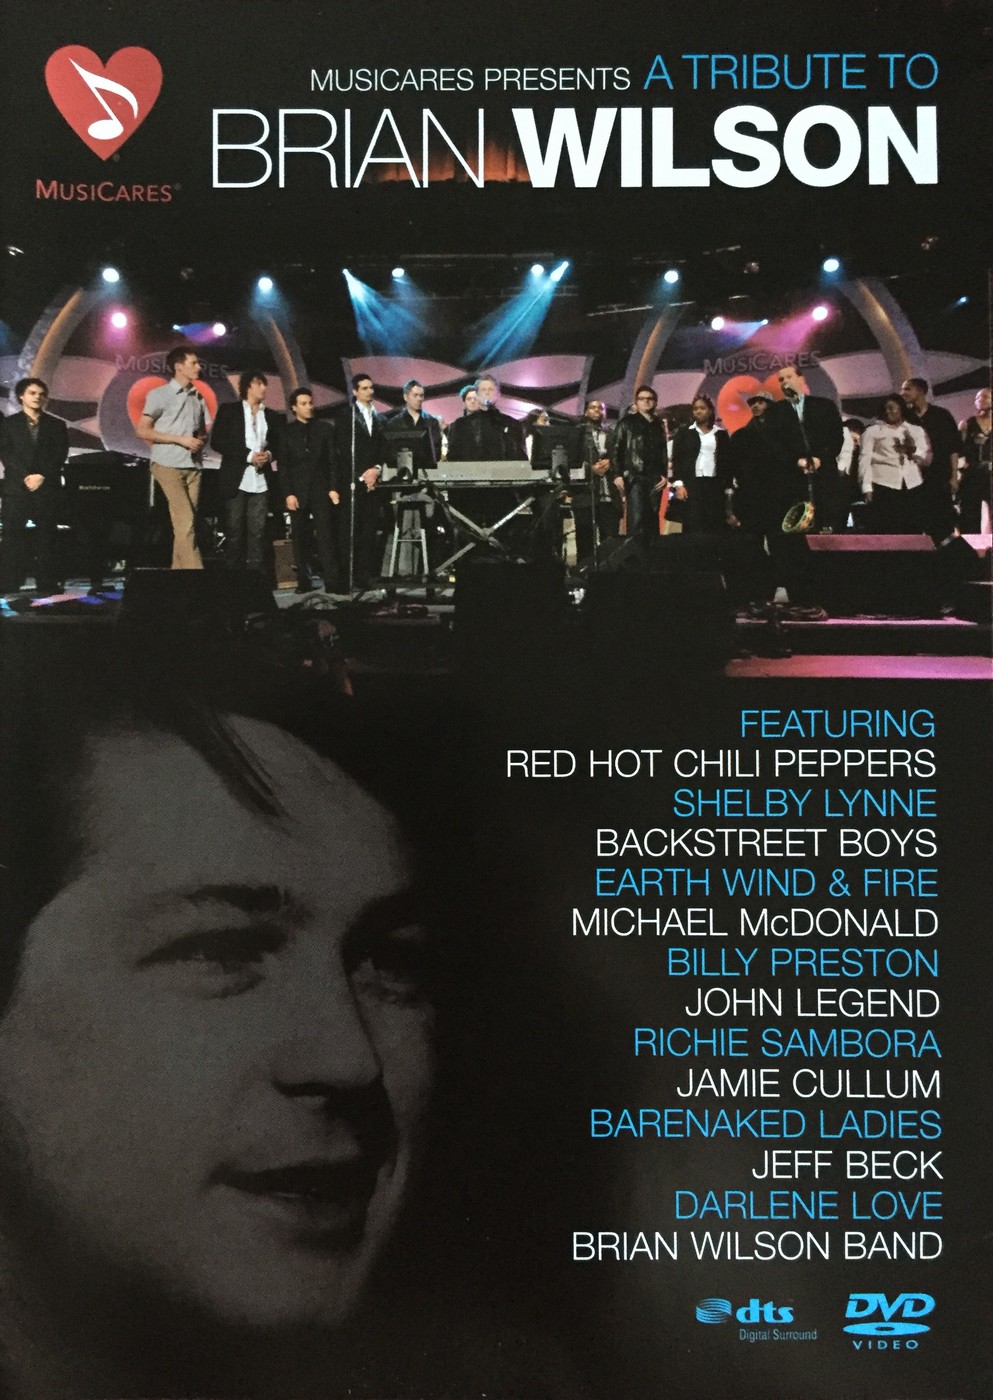 MUSICARES PRESENTS A TRIBUTE TO
BRIAN WILSON
MUSICARES®
MUSICARES
MUSICARES
FEATURING
RED HOT CHILI PEPPERS
SHELBY LYNNE
BACKSTREET BOYS
EARTH WIND & FIRE
MICHAEL McDONALD
BILLY PRESTON
JOHN LEGEND
RICHIE SAMBORA
JAMIE CULLUM
BARENAKED LADIES
JEFF BECK
DARLENE LOVE
BRIAN WILSON BAND
dts
Digital Surround
DVD
VIDEO